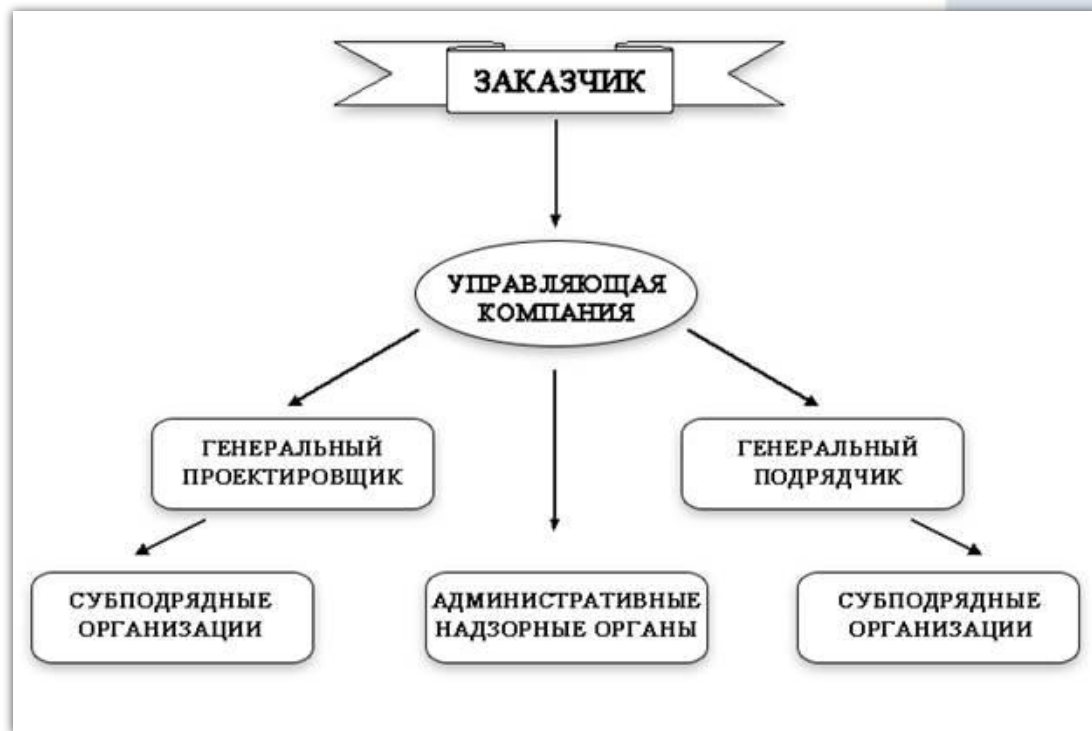 ЗАКАЗЧИК
УПРАВЛЯЮЩАЯ
КОМПАНИЯ
ГЕНЕРАЛЬНЫЙ
ПРОЕКТИРОВЩИК
ГЕНЕРАЛЬНЫЙ
ПОДРЯДЧИК
СУБПОДРЯДНЫЕ
ОРГАНИЗАЦИИ
АДМИНИСТРАТИВНЫЕ
НАДЗОРНЫЕ ОРГАНЫ
СУБПОДРЯДНЫЕ
ОРГАНИЗАЦИИ